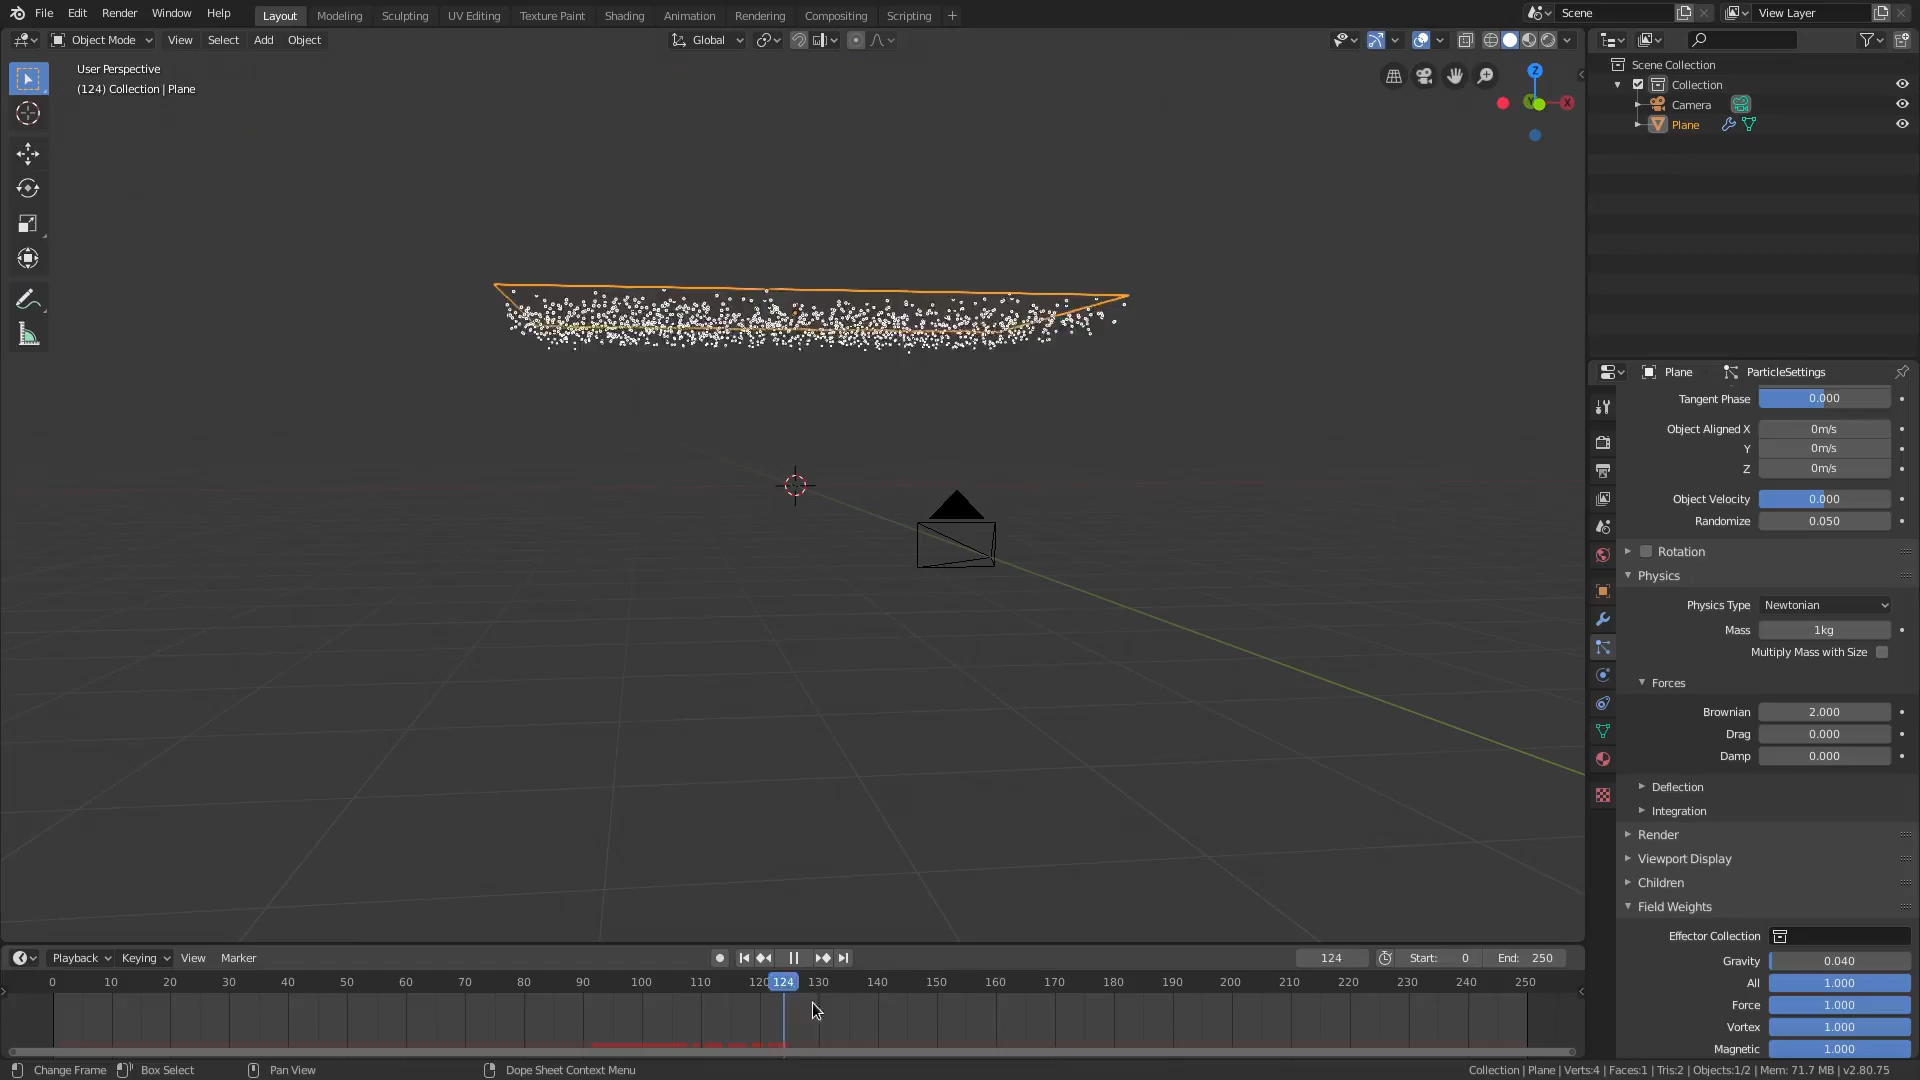 File Edit Render Window Help Layout Modeling Sculpting UV Editing Texture Paint Shading Animation Rendering Compositing Scripting + Scene View Layer
Object Mode View Select Add Object Global
User Perspective
(124) Collection | Plane
Z
Y
X
Scene Collection
Collection
Camera
Plane
Plane ParticleSettings
Tangent Phase 0.000
Object Aligned X 0m/s
Y 0m/s
Z 0m/s
Object Velocity 0.000
Randomize 0.050
Rotation
Physics
Physics Type Newtonian
Mass 1kg
Multiply Mass with Size
Forces
Brownian 2.000
Drag 0.000
Damp 0.000
Deflection
Integration
Render
Viewport Display
Children
Field Weights
Effector Collection
Gravity 0.040
All 1.000
Force 1.000
Vortex 1.000
Magnetic 1.000
Playback Keying View Marker 124 Start: 0 End: 250
0 10 20 30 40 50 60 70 80 90 100 110 120 124 130 140 150 160 170 180 190 200 210 220 230 240 250
Change Frame Box Select Pan View Dope Sheet Context Menu Collection | Plane | Verts:4 | Faces:1 | Tris:2 | Objects:1/2 | Mem: 71.7 MB | v2.80.75